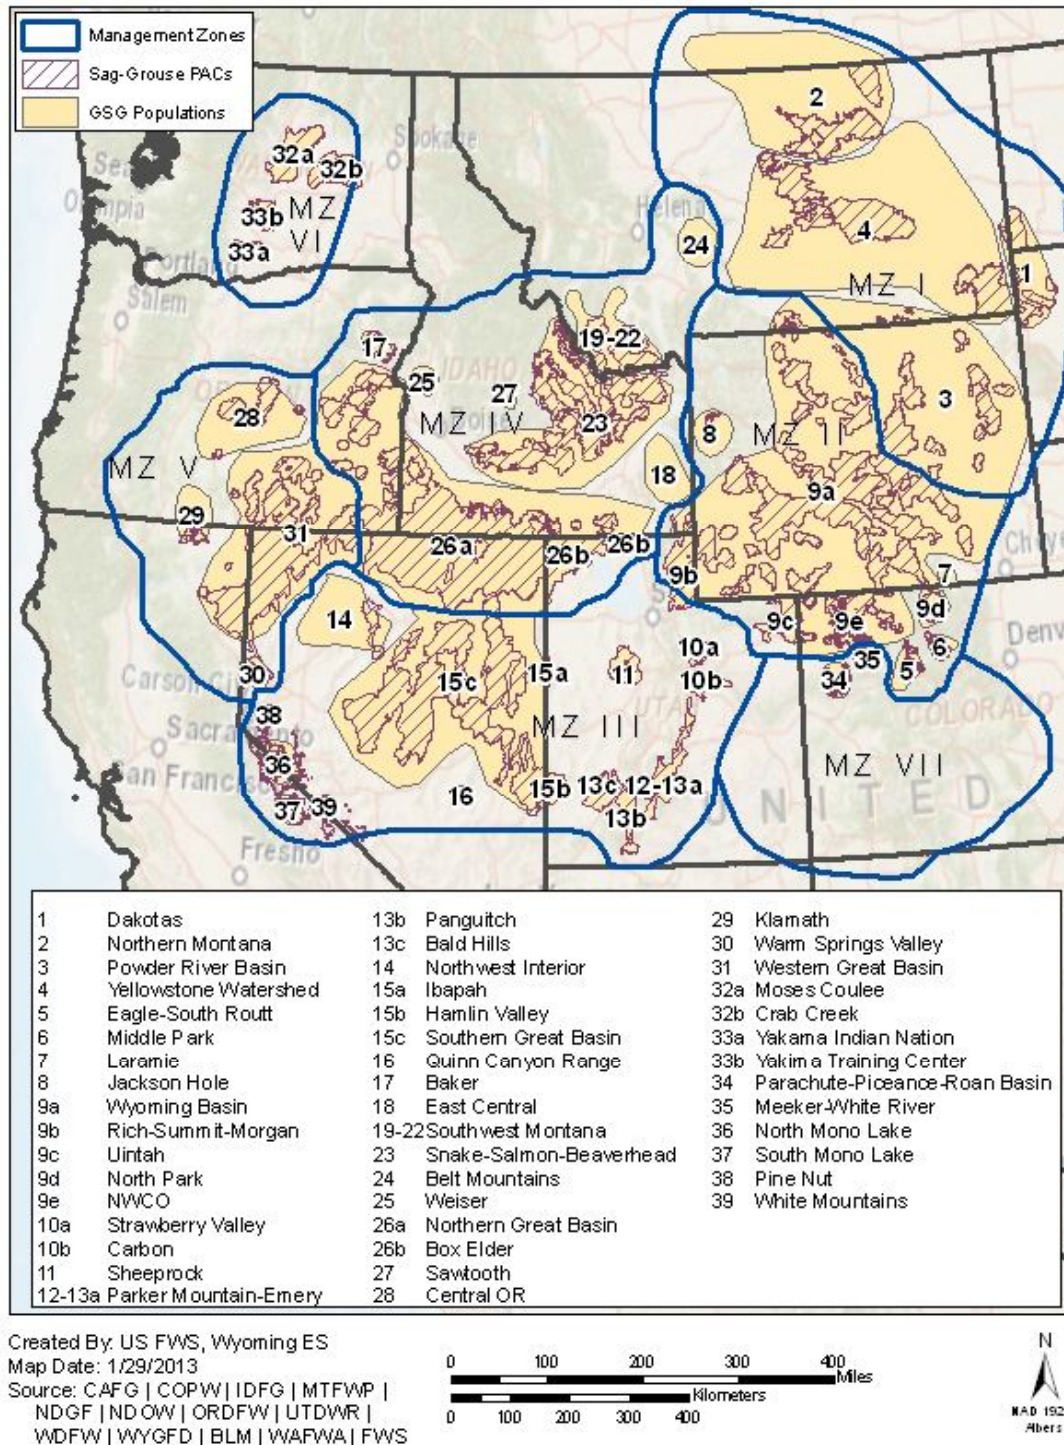 Management Zones
Sag-Grouse PACs
GSG Populations
Spokane
Olympia
Portland
Salem
Helena
IDAHO
Carson City
Sacramento
San Francisco
Fresno
UTAH
COLORADO
UNITED
2
32a
32b
33b
MZ
VI
33a
24
4
1
MZ I
17
19-22
25
27
28
MZ IV
23
8
MZ II
3
MZ V
18
9a
29
31
26a
26b
26b
9b
7
14
9c
9e
9d
10a
6
30
15c
15a
11
10b
34
35
5
38
MZ III
36
MZ VII
16
15b
13c
12-13a
37
39
13b
1 Dakotas
2 Northern Montana
3 Powder River Basin
4 Yellowstone Watershed
5 Eagle-South Routt
6 Middle Park
7 Laramie
8 Jackson Hole
9a Wyoming Basin
9b Rich-Summit-Morgan
9c Uintah
9d North Park
9e NWCO
10a Strawberry Valley
10b Carbon
11 Sheeprock
12-13a Parker Mountain-Emery
13b Panguitch
13c Bald Hills
14 Northwest Interior
15a Ibapah
15b Hamlin Valley
15c Southern Great Basin
16 Quinn Canyon Range
17 Baker
18 East Central
19-22 Southwest Montana
23 Snake-Salmon-Beaverhead
24 Belt Mountains
25 Weiser
26a Northern Great Basin
26b Box Elder
27 Sawtooth
28 Central OR
29 Klamath
30 Warm Springs Valley
31 Western Great Basin
32a Moses Coulee
32b Crab Creek
33a Yakama Indian Nation
33b Yakima Training Center
34 Parachute-Piceance-Roan Basin
35 Meeker-White River
36 North Mono Lake
37 South Mono Lake
38 Pine Nut
39 White Mountains
Created By: US FWS, Wyoming ES
Map Date: 1/29/2013
Source: CAFG | COPW | IDFG | MTFWP |
NDGF | NDOW | ORDFW | UTDWR |
WDFW | WYGFD | BLM | WAFWA | FWS
0 100 200 300 400
Miles
Kilometers
0 100 200 300 400
N
NAD 192
Albers